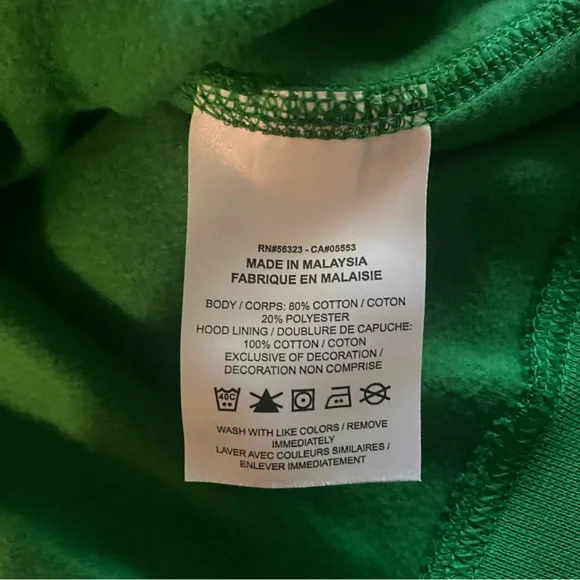 RN#56323 - CA#05553
MADE IN MALAYSIA
FABRIQUE EN MALAISIE
BODY / CORPS: 80% COTTON / COTON
20% POLYESTER
HOOD LINING / DOUBLURE DE CAPUCHE:
100% COTTON / COTON
EXCLUSIVE OF DECORATION /
DECORATION NON COMPRISE
40C
WASH WITH LIKE COLORS / REMOVE
IMMEDIATELY
LAVER AVEC COULEURS SIMILAIRES /
ENLEVER IMMEDIATEMENT